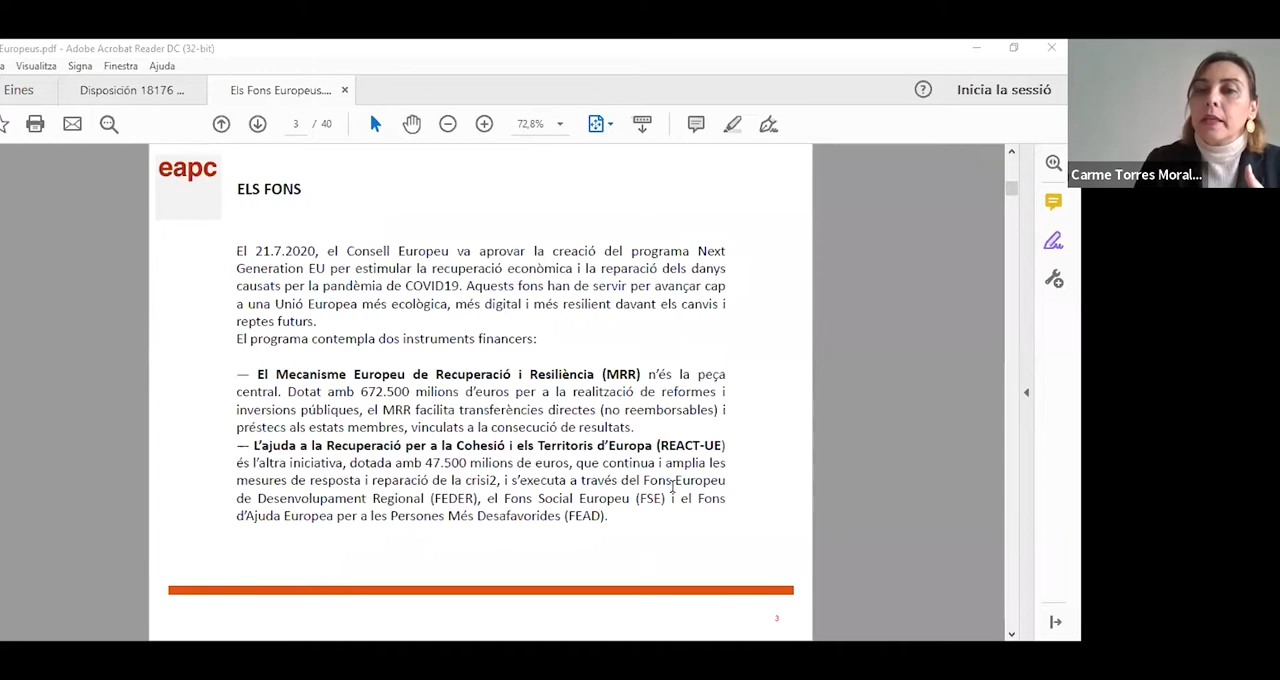 Europeus.pdf - Adobe Acrobat Reader DC (32-bit)
a Visualitza Signa Finestra Ajuda
Eines Disposición 18176 ... Els Fons Europeus.... ×
Inicia la sessió
3 / 40 72,8%
Carme Torres Moral...
eapc
ELS FONS
El 21.7.2020, el Consell Europeu va aprovar la creació del programa Next
Generation EU per estimular la recuperació econòmica i la reparació dels danys
causats per la pandèmia de COVID19. Aquests fons han de servir per avançar cap
a una Unió Europea més ecològica, més digital i més resilient davant els canvis i
reptes futurs.
El programa contempla dos instruments financers:
— El Mecanisme Europeu de Recuperació i Resiliència (MRR) n’és la peça
central. Dotat amb 672.500 milions d’euros per a la realització de reformes i
inversions públiques, el MRR facilita transferències directes (no reemborsables) i
préstecs als estats membres, vinculats a la consecució de resultats.
— L’ajuda a la Recuperació per a la Cohesió i els Territoris d’Europa (REACT-UE)
és l’altra iniciativa, dotada amb 47.500 milions de euros, que continua i amplia les
mesures de resposta i reparació de la crisi2, i s’executa a través del Fons Europeu
de Desenvolupament Regional (FEDER), el Fons Social Europeu (FSE) i el Fons
d’Ajuda Europea per a les Persones Més Desafavorides (FEAD).
3